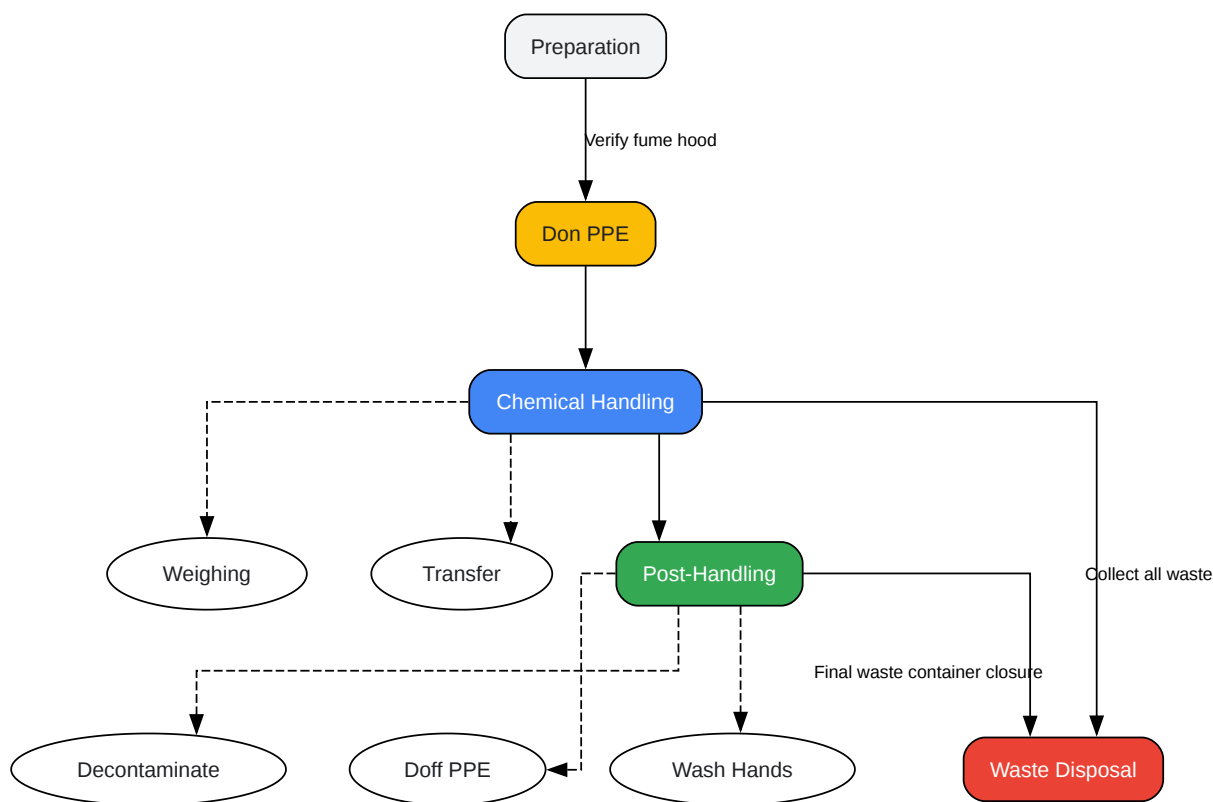 Preparation
Verify fume hood
Don PPE
Chemical Handling
Weighing
Transfer
Post-Handling
Collect all waste
Final waste container closure
Decontaminate
Doff PPE
Wash Hands
Waste Disposal